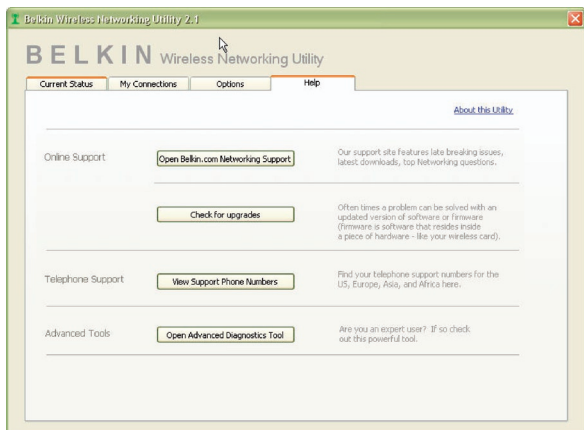 Belkin Wireless Networking Utility 2.1
BELKIN Wireless Networking Utility
Current Status My Connections Options Help
About this Utility
Online Support
Open Belkin.com Networking Support
Our support site features late breaking issues,
latest downloads, top Networking questions.
Check for upgrades
Often times a problem can be solved with an
updated version of software or firmware
(firmware is software that resides inside
a piece of hardware - like your wireless card).
Telephone Support
View Support Phone Numbers
Find your telephone support numbers for the
US, Europe, Asia, and Africa here.
Advanced Tools
Open Advanced Diagnostics Tool
Are you an expert user? If so check
out this powerful tool.